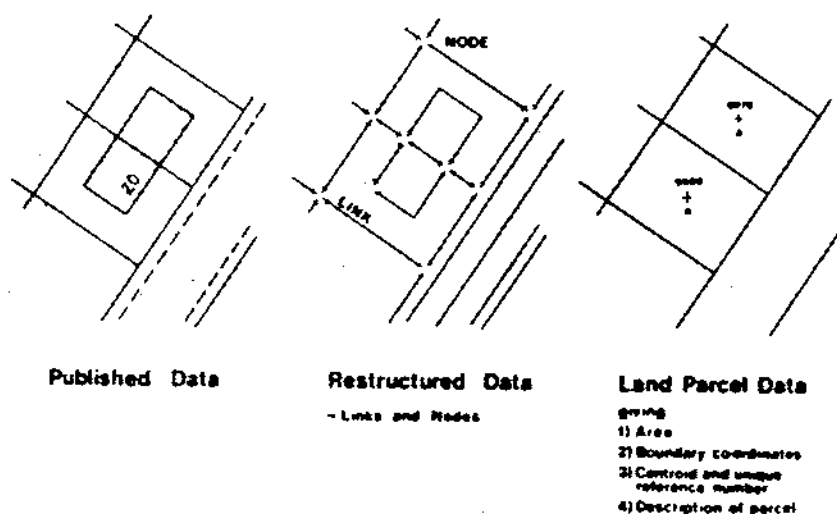 NODE
20
LINK
Published Data
Restructured Data
- Links and Nodes
Land Parcel Data
giving
1) Area
2) Boundary coordinates
3) Centroid and unique
reference number
4) Description of parcel